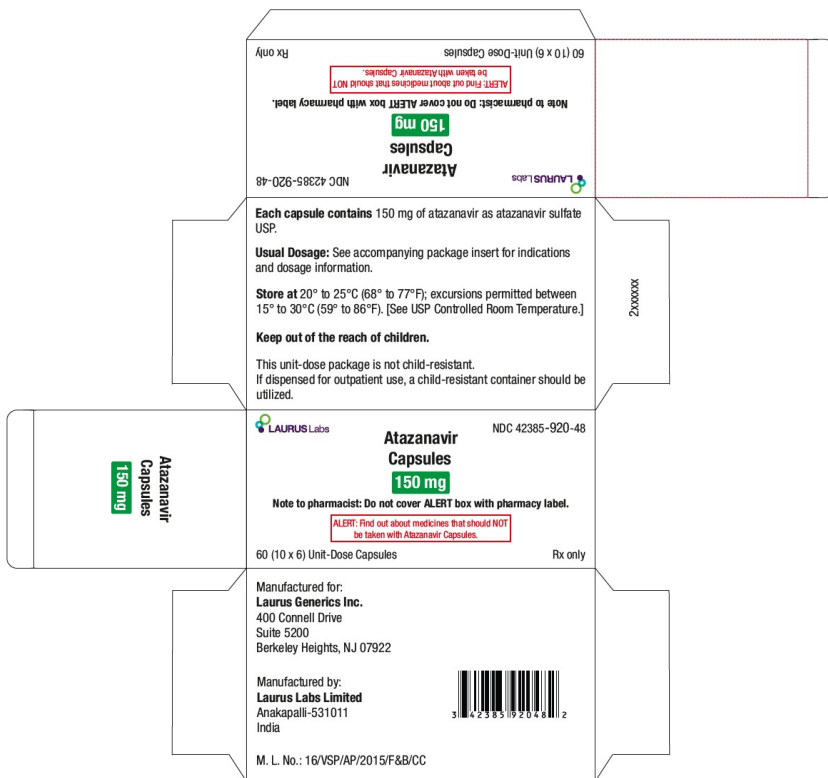 60 (10 x 6) Unit-Dose Capsules
Rx only
ALERT: Find out about medicines that should NOT
be taken with Atazanavir Capsules.
Note to pharmacist: Do not cover ALERT box with pharmacy label.
150 mg
Capsules
Atazanavir
NDC 42385-920-48
LAURUS Labs
Each capsule contains 150 mg of atazanavir as atazanavir sulfate
USP.
Usual Dosage: See accompanying package insert for indications
and dosage information.
Store at 20° to 25°C (68° to 77°F); excursions permitted between
15° to 30°C (59° to 86°F). [See USP Controlled Room Temperature.]
Keep out of the reach of children.
This unit-dose package is not child-resistant.
If dispensed for outpatient use, a child-resistant container should be
utilized.
2xxxxxx
Atazanavir
Capsules
150 mg
LAURUS Labs
NDC 42385-920-48
Atazanavir
Capsules
150 mg
Note to pharmacist: Do not cover ALERT box with pharmacy label.
ALERT: Find out about medicines that should NOT
be taken with Atazanavir Capsules.
60 (10 x 6) Unit-Dose Capsules
Rx only
Manufactured for:
Laurus Generics Inc.
400 Connell Drive
Suite 5200
Berkeley Heights, NJ 07922
Manufactured by:
Laurus Labs Limited
Anakapalli-531011
India
M. L. No.: 16/VSP/AP/2015/F&B/CC
3 42385 92048 2